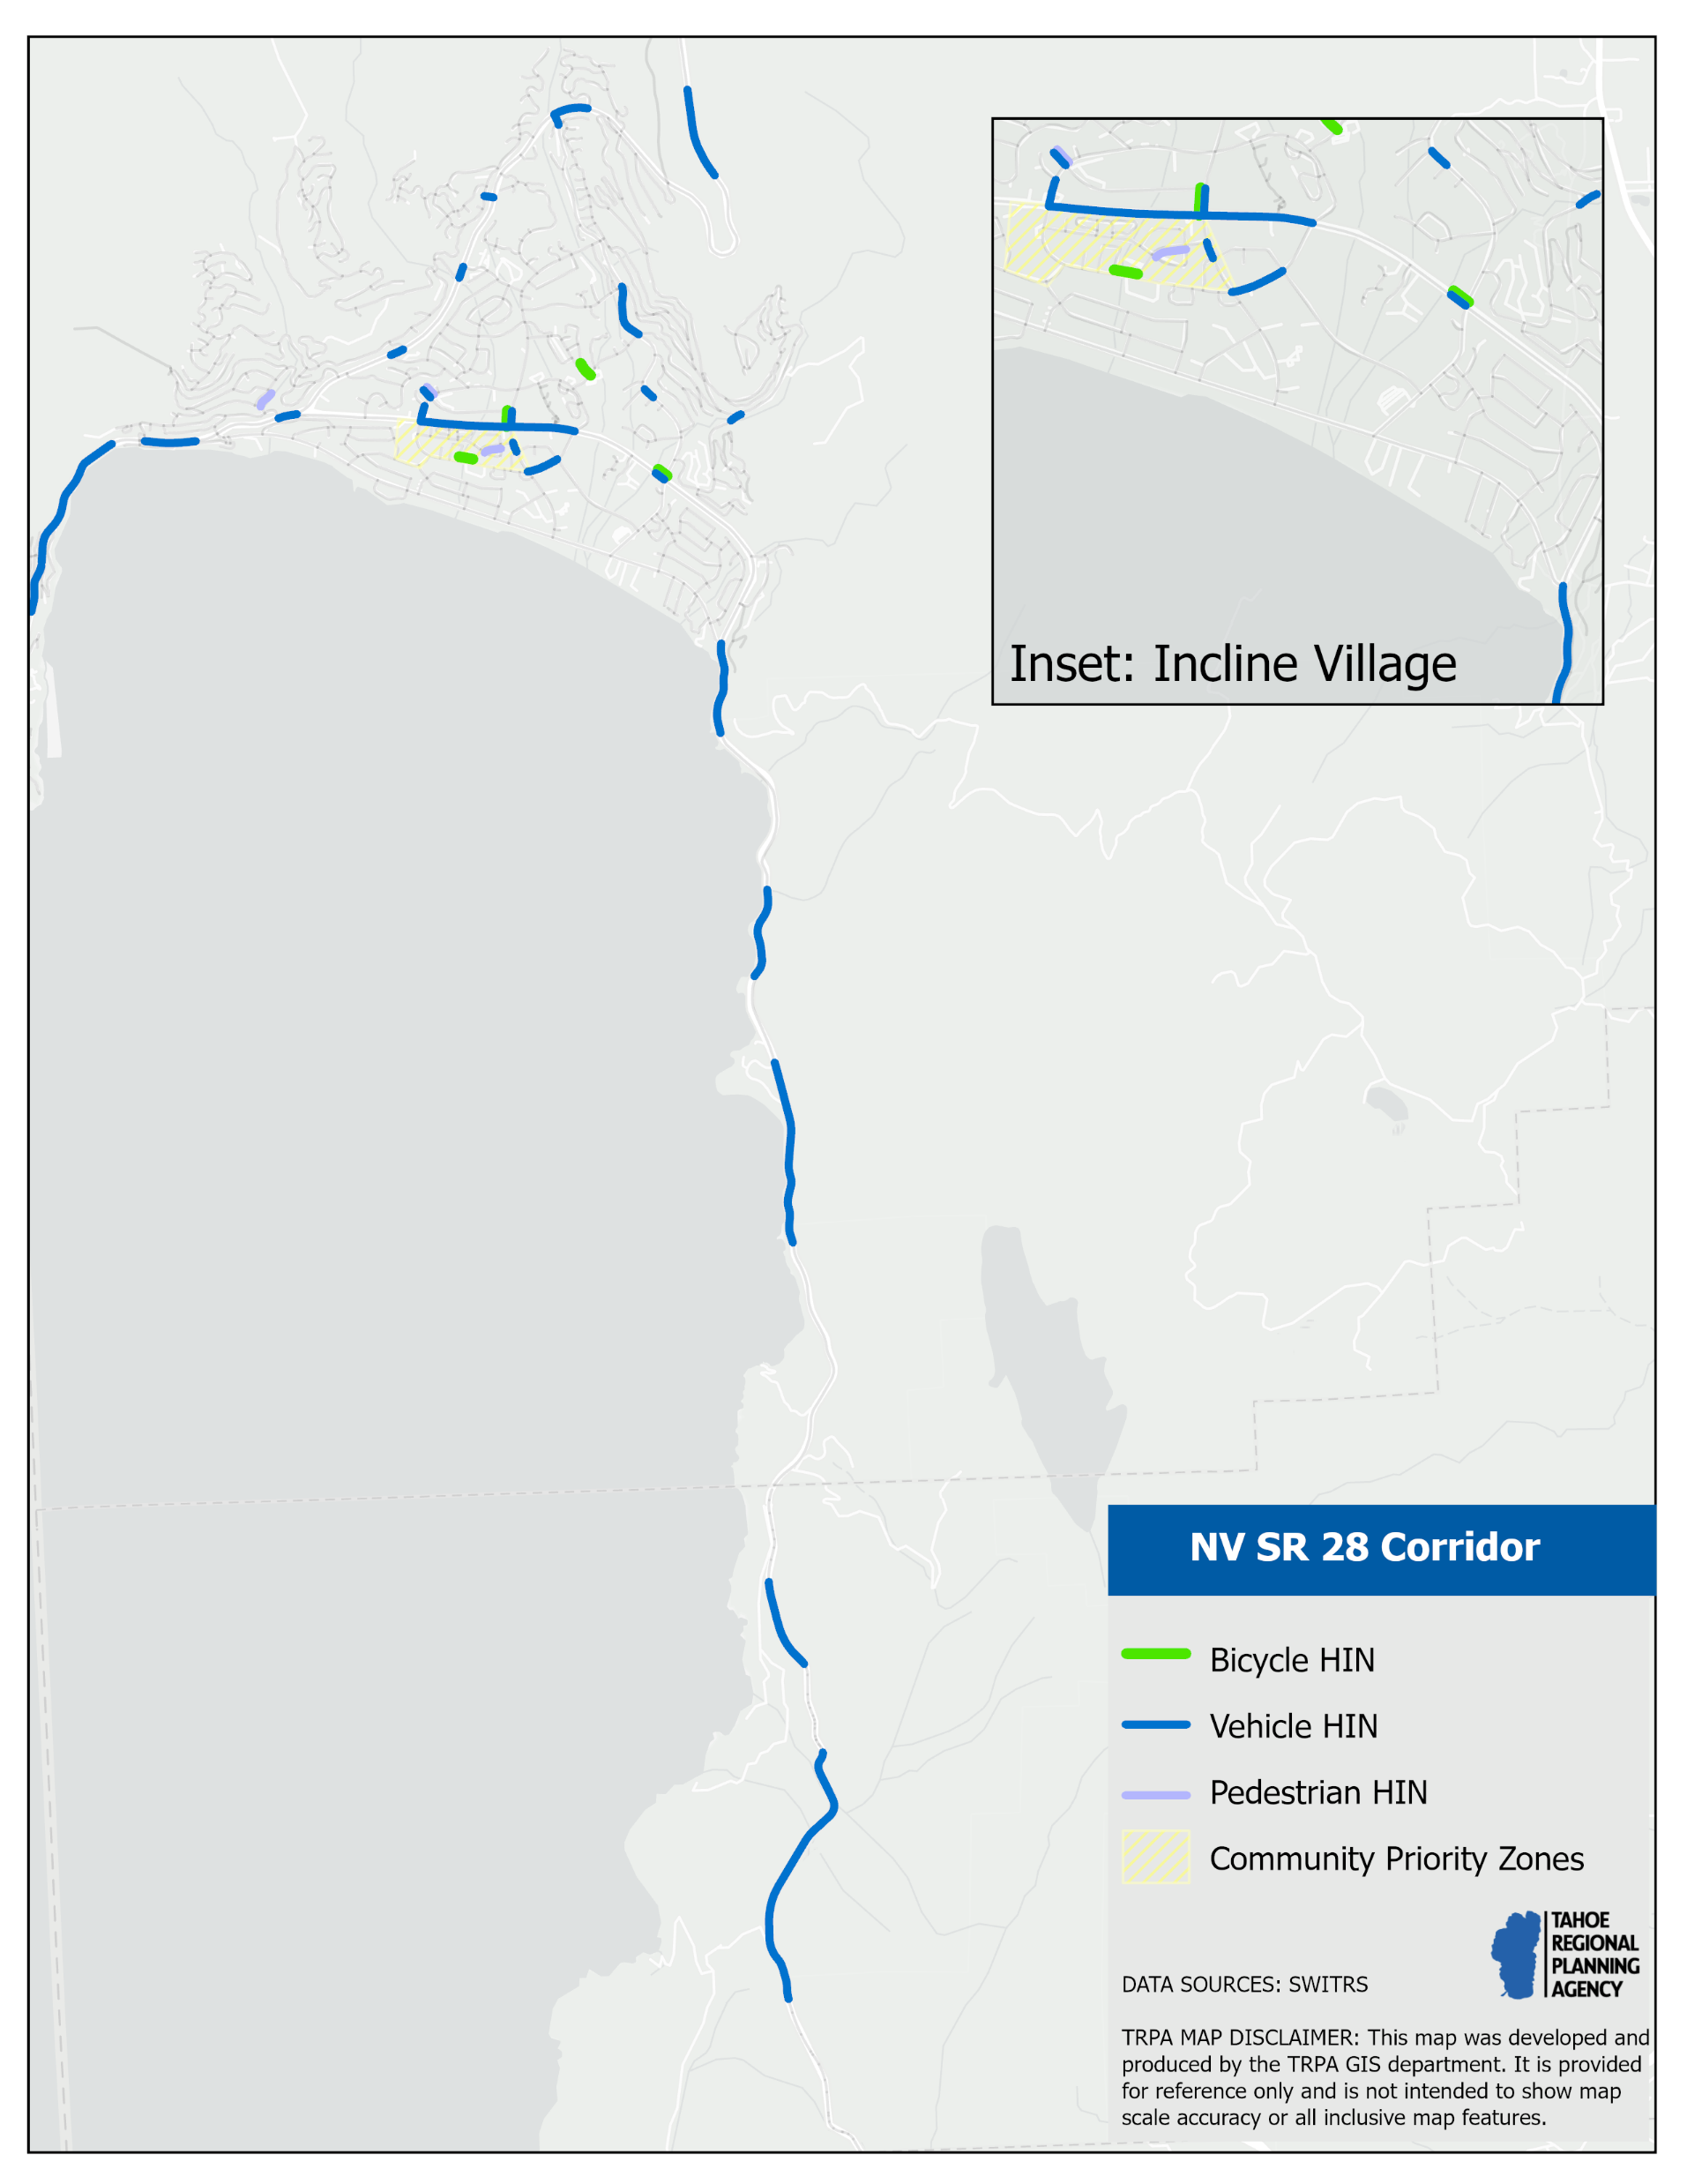 Inset: Incline Village
NV SR 28 Corridor
Bicycle HIN
Vehicle HIN
Pedestrian HIN
Community Priority Zones
TAHOE
REGIONAL
PLANNING
AGENCY
DATA SOURCES: SWITRS
TRPA MAP DISCLAIMER: This map was developed and
produced by the TRPA GIS department. It is provided
for reference only and is not intended to show map
scale accuracy or all inclusive map features.